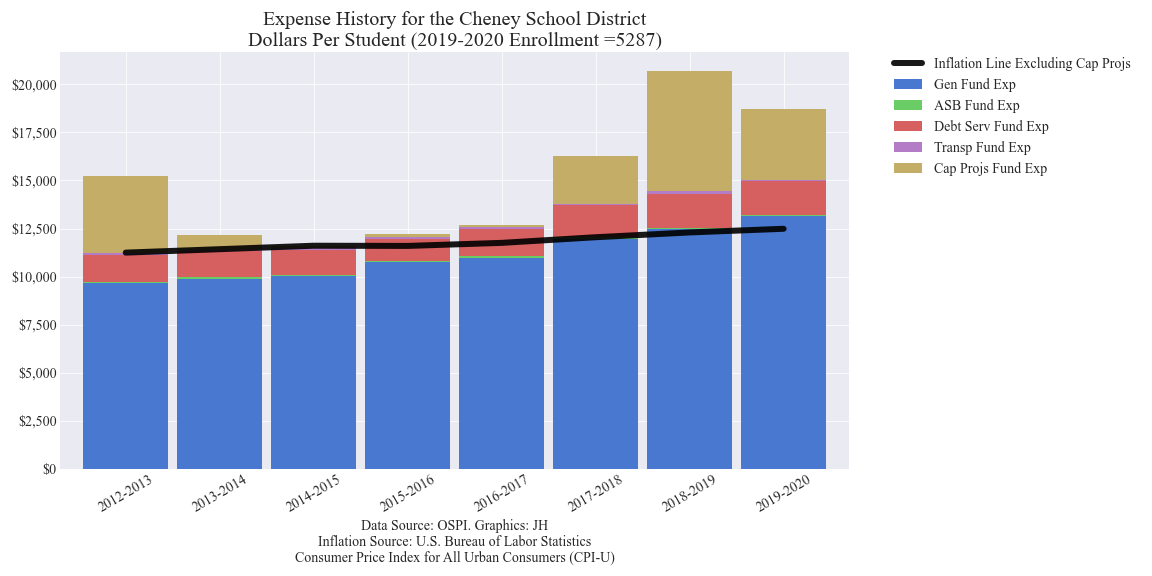 Expense History for the Cheney School District
Dollars Per Student (2019-2020 Enrollment =5287)
Inflation Line Excluding Cap Projs
Gen Fund Exp
ASB Fund Exp
Debt Serv Fund Exp
Transp Fund Exp
Cap Projs Fund Exp
$20,000
$17,500
$15,000
$12,500
$10,000
$7,500
$5,000
$2,500
$0
2012-2013
2013-2014
2014-2015
2015-2016
2016-2017
2017-2018
2018-2019
2019-2020
Data Source: OSPI. Graphics: JH
Inflation Source: U.S. Bureau of Labor Statistics
Consumer Price Index for All Urban Consumers (CPI-U)